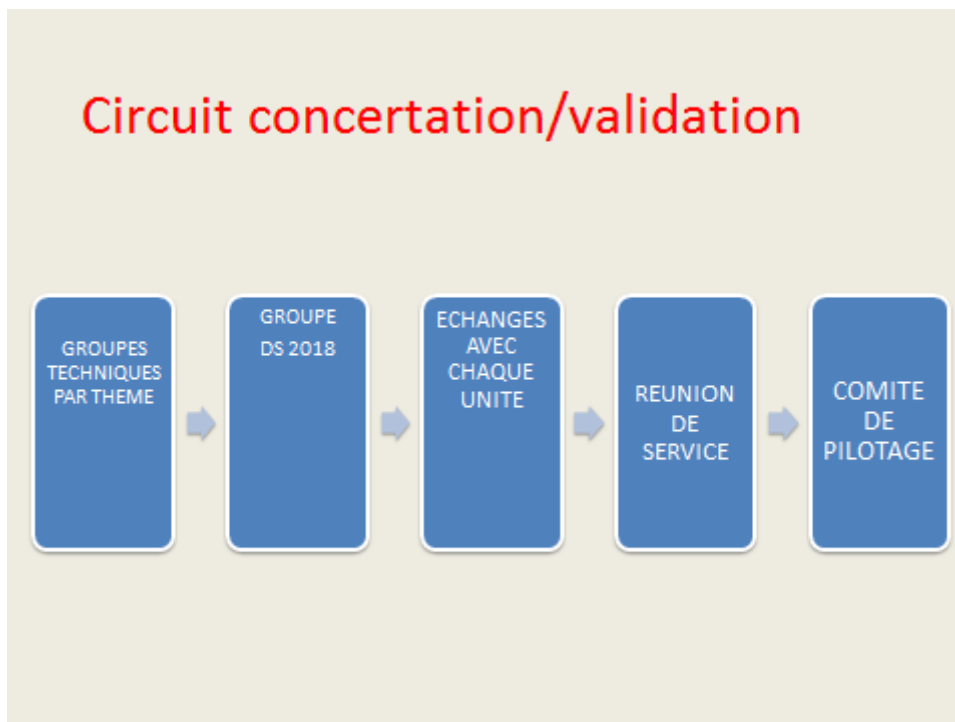 Circuit concertation/validation
GROUPES
TECHNIQUES
PAR THEME
GROUPE
DS 2018
ECHANGES
AVEC
CHAQUE
UNITE
REUNION
DE
SERVICE
COMITE
DE
PILOTAGE